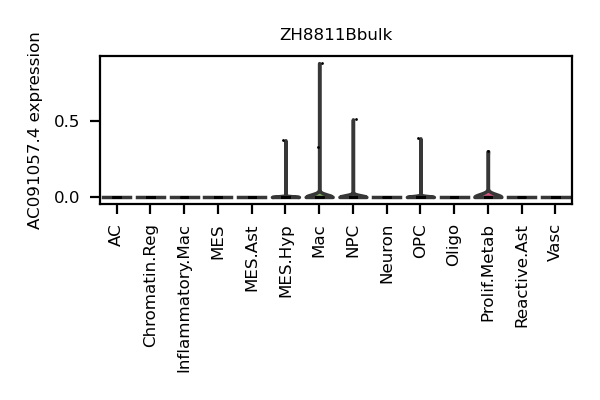 ZH8811Bbulk
AC091057.4 expression
0.5
0.0
AC
Chromatin.Reg
Inflammatory.Mac
MES
MES.Ast
MES.Hyp
Mac
NPC
Neuron
OPC
Oligo
Prolif.Metab
Reactive.Ast
Vasc